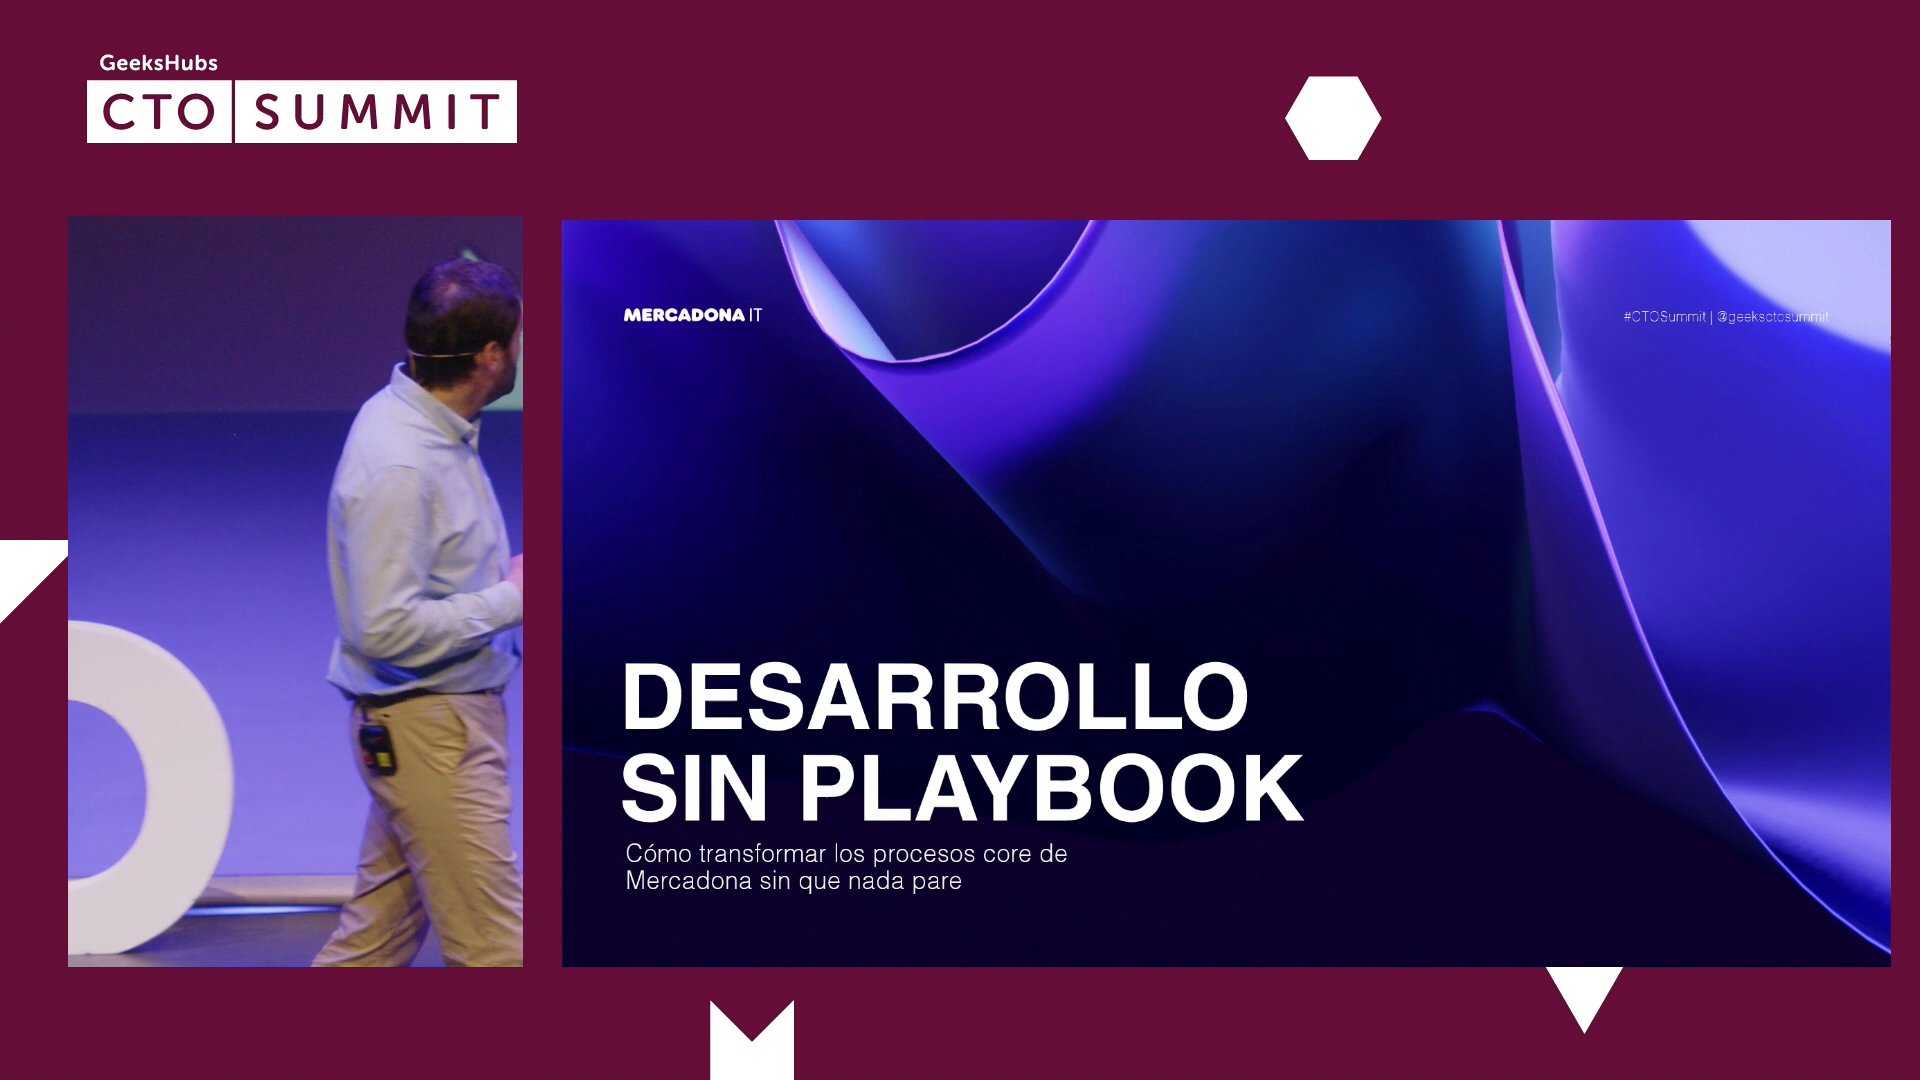 GeeksHubs
CTO SUMMIT
MERCADONA IT
#CTOSummit | @geeksctosummit
DESARROLLO
SIN PLAYBOOK
Cómo transformar los procesos core de
Mercadona sin que nada pare